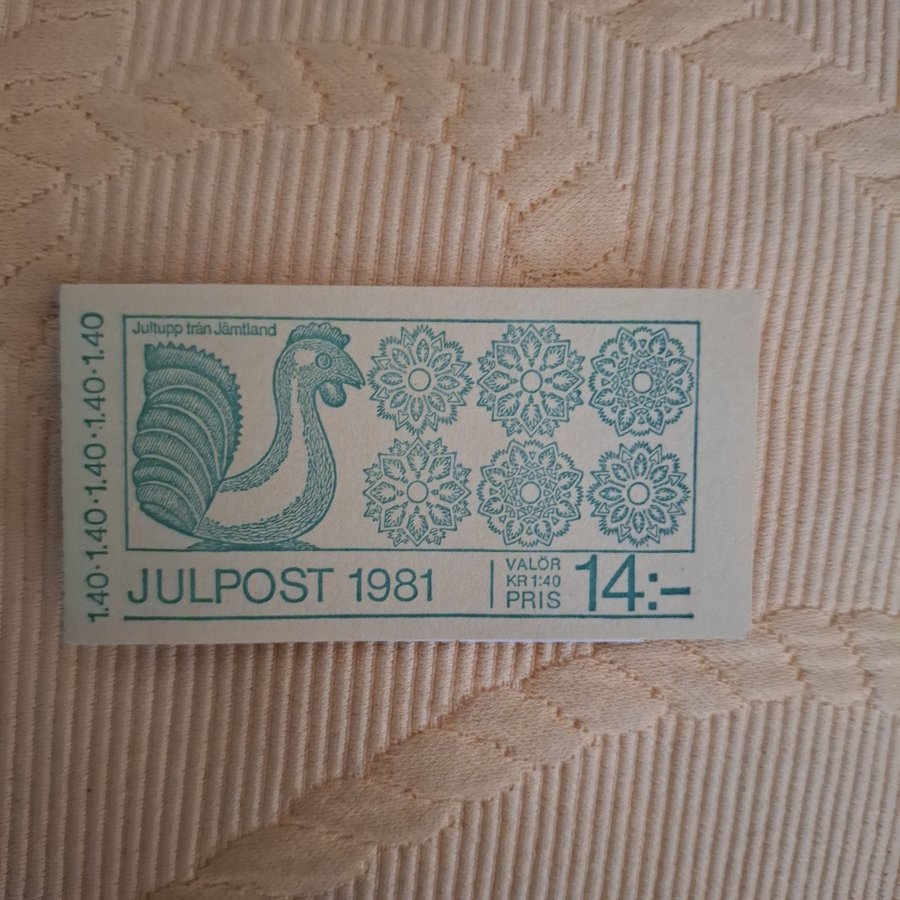 Jultupp från Jämtland
1.40·1.40·1.40·1.40·1.40
JULPOST 1981
VALÖR
KR 1:40
PRIS
14:–